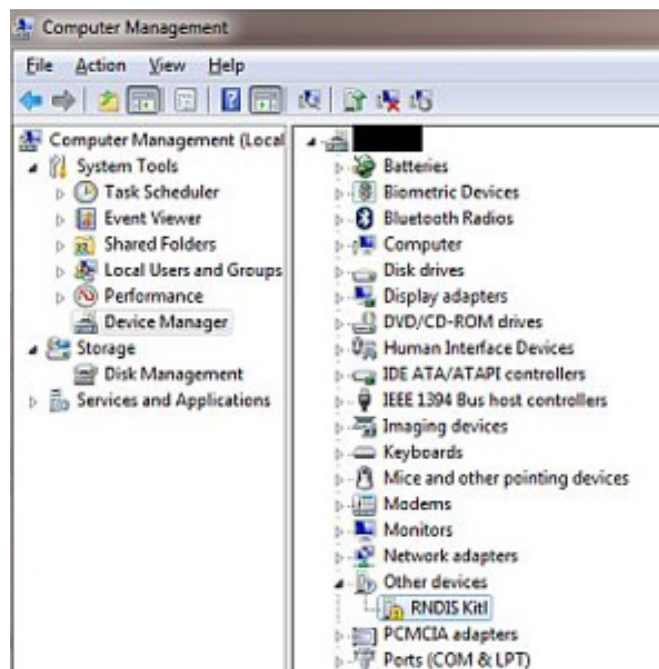 Computer Management
File Action View Help
Computer Management (Local
System Tools
Task Scheduler
Event Viewer
Shared Folders
Local Users and Groups
Performance
Device Manager
Storage
Disk Management
Services and Applications
Batteries
Biometric Devices
Bluetooth Radios
Computer
Disk drives
Display adapters
DVD/CD-ROM drives
Human Interface Devices
IDE ATA/ATAPI controllers
IEEE 1394 Bus host controllers
Imaging devices
Keyboards
Mice and other pointing devices
Modems
Monitors
Network adapters
Other devices
RNDIS Kitl
PCMCIA adapters
Ports (COM & LPT)